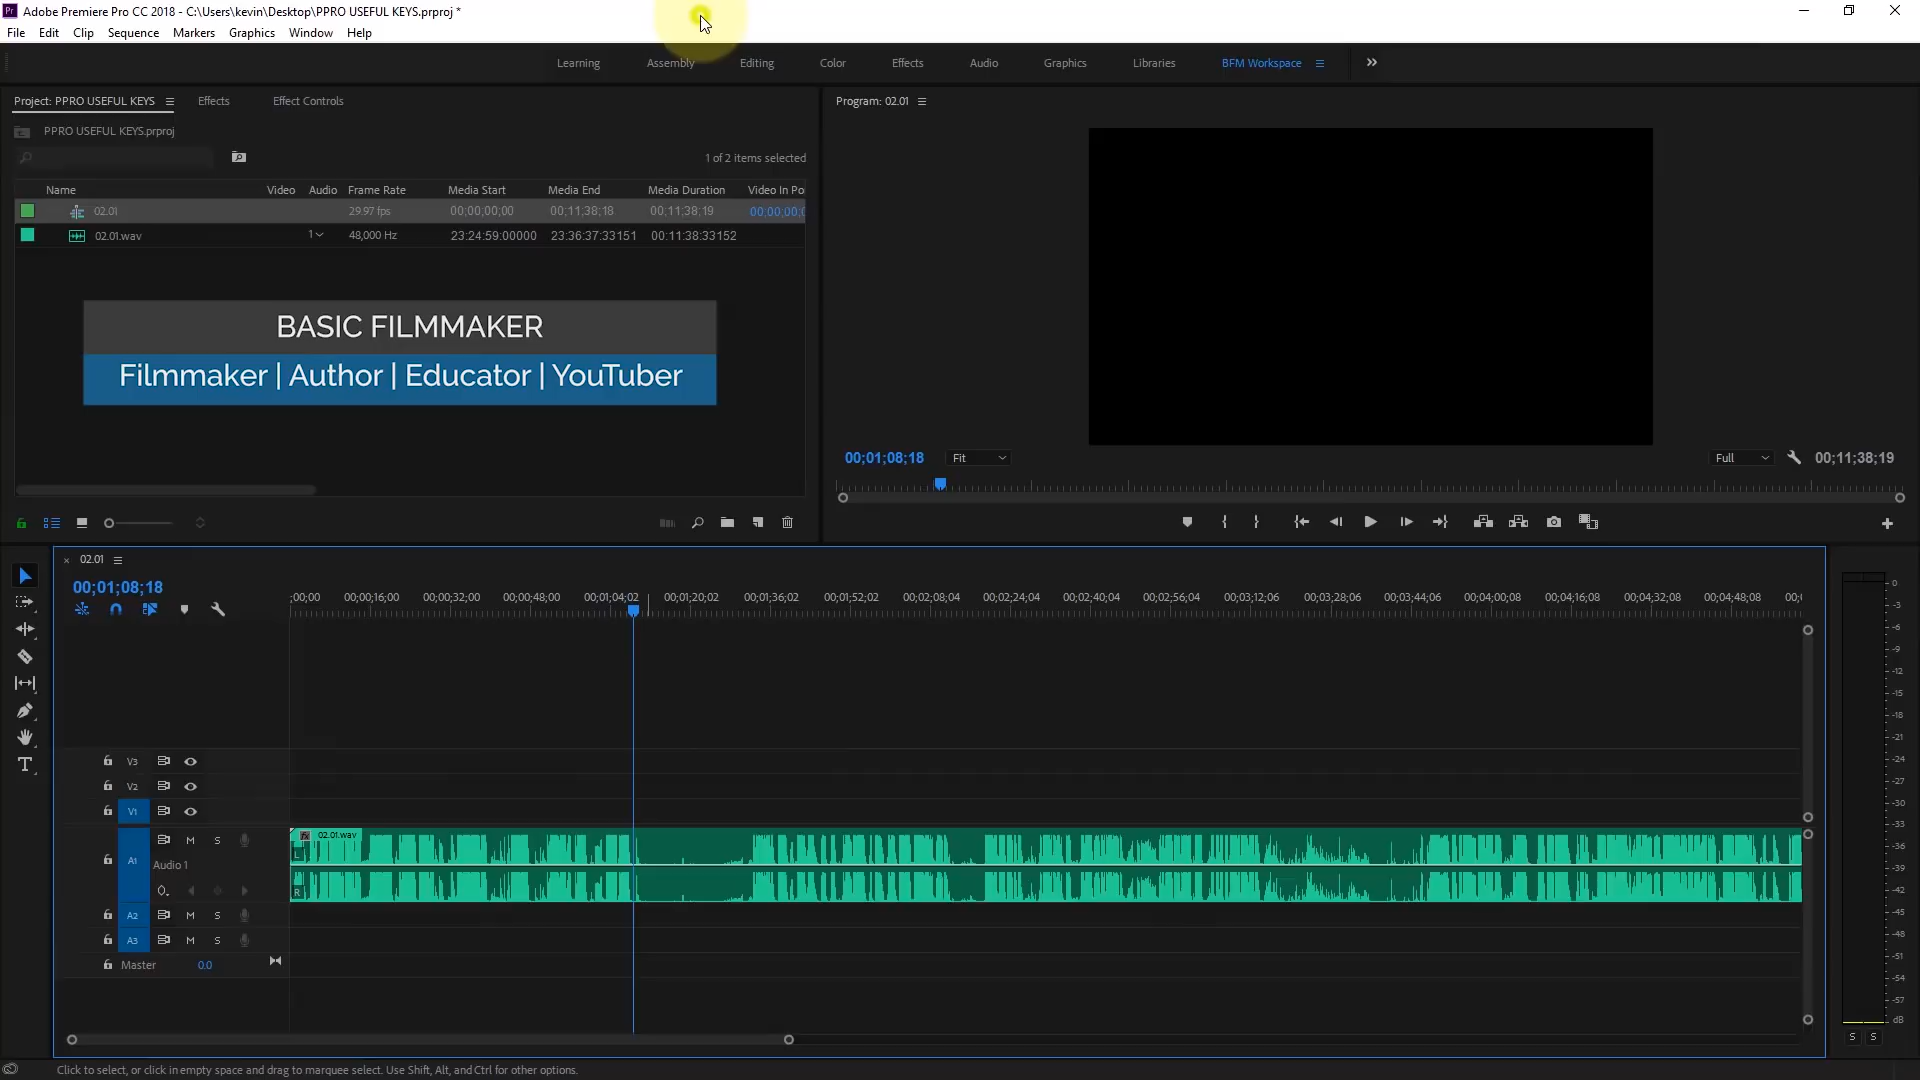 Pr Adobe Premiere Pro CC 2018 - C:\Users\kevin\Desktop\PPRO USEFUL KEYS.prproj *
File Edit Clip Sequence Markers Graphics Window Help
Learning Assembly Editing Color Effects Audio Graphics Libraries BFM Workspace
Project: PPRO USEFUL KEYS Effects Effect Controls
Program: 02.01
PPRO USEFUL KEYS.prproj
1 of 2 items selected
Name Video Audio Frame Rate Media Start Media End Media Duration Video In Po
02.01 29.97 fps 00;00;00;00 00;11;38;18 00;11;38;19 00;00;00;0
02.01.wav 1 48,000 Hz 23:24:59:00000 23:36:37:33151 00:11:38:33152
BASIC FILMMAKER
Filmmaker | Author | Educator | YouTuber
00;01;08;18 Fit Full 00;11;38;19
02.01
00;01;08;18
;00;00 00;00;16;00 00;00;32;00 00;00;48;00 00;01;04;02 00;01;20;02 00;01;36;02 00;01;52;02 00;02;08;04 00;02;24;04 00;02;40;04 00;02;56;04 00;03;12;06 00;03;28;06 00;03;44;06 00;04;00;08 00;04;16;08 00;04;32;08 00;04;48;08 00;
V3
V2
V1
02.01.wav
A1 M S
Audio 1
L
R
A2 M S
A3 M S
Master 0.0
0
-3
-6
-9
-12
-15
-18
-21
-24
-27
-30
-33
-36
-39
-42
-45
-48
-51
-54
-57
dB
S S
Click to select, or click in empty space and drag to marquee select. Use Shift, Alt, and Ctrl for other options.